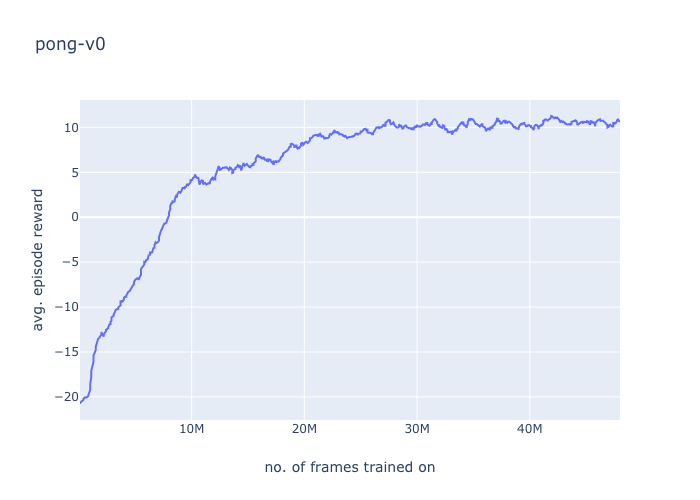 pong-v0
10
5
0
−5
−10
−15
−20
avg. episode reward
10M
20M
30M
40M
no. of frames trained on